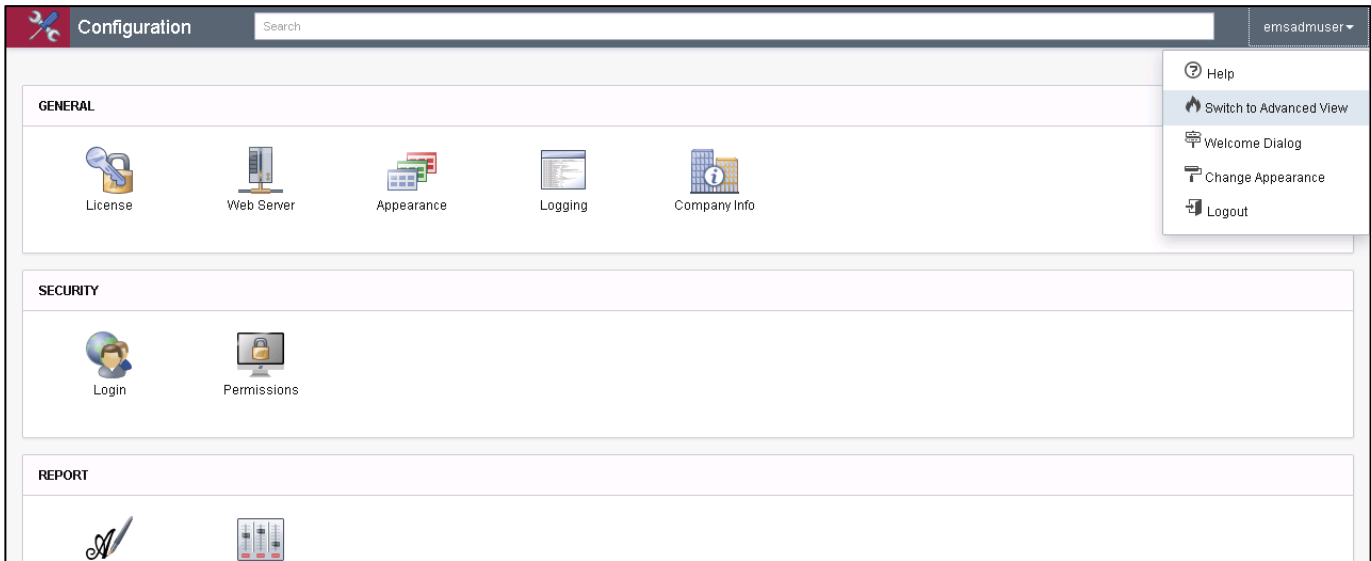 Configuration
Search
emsadmuser
Help
Switch to Advanced View
Welcome Dialog
Change Appearance
Logout
GENERAL
License
Web Server
Appearance
Logging
Company Info
SECURITY
Login
Permissions
REPORT